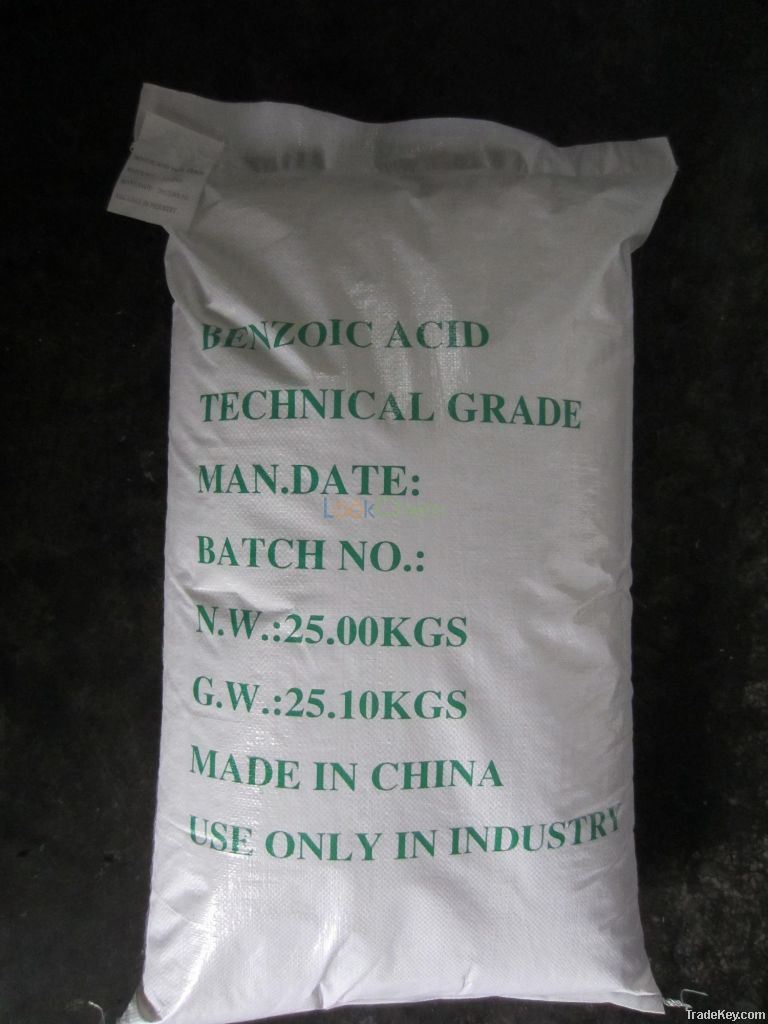 BENZOIC ACID
TECHNICAL GRADE
MAN.DATE:
BATCH NO.:
N.W.:25.00KGS
G.W.:25.10KGS
MADE IN CHINA
USE ONLY IN INDUSTRY
TradeKey.com